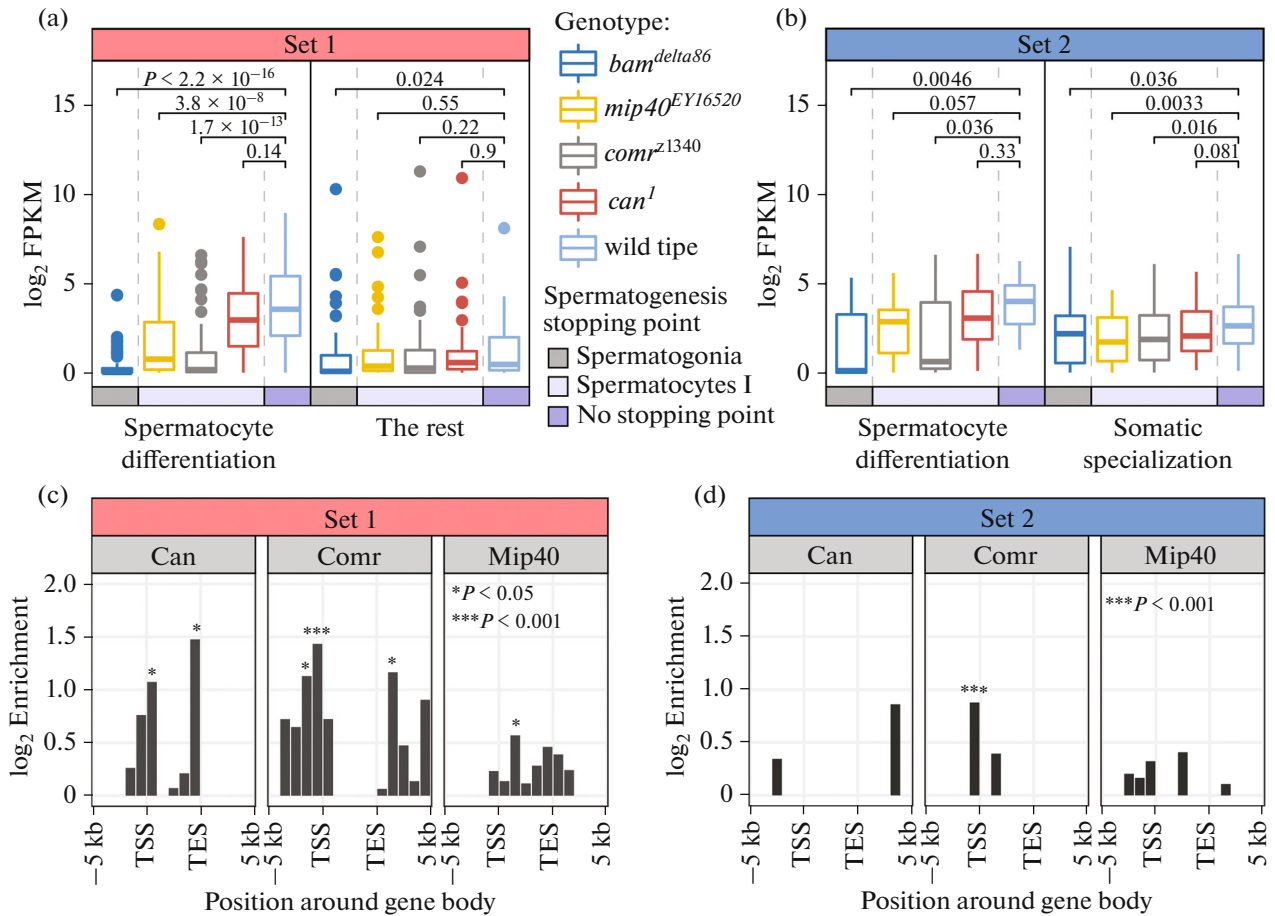 (a)
Set 1
P < 2.2 × 10−16
3.8 × 10−8
1.7 × 10−13
0.14
0.024
0.55
0.22
0.9
log2 FPKM
15
10
5
0
Spermatocyte
differentiation
The rest
Genotype:
bamdelta86
mip40EY16520
comrz1340
can1
wild tipe
Spermatogenesis
stopping point
Spermatogonia
Spermatocytes I
No stopping point
(b)
Set 2
0.0046
0.057
0.036
0.33
0.036
0.0033
0.016
0.081
log2 FPKM
15
10
5
0
Spermatocyte
differentiation
Somatic
specialization
(c)
Set 1
Can
Comr
Mip40
*P < 0.05
***P < 0.001
* * * *** * *
log2 Enrichment
2.0
1.5
1.0
0.5
0
−5 kb TSS TES −5 kb TSS TES 5 kb −5 kb TSS TES 5 kb
Position around gene body
(d)
Set 2
Can
Comr
Mip40
***P < 0.001
***
log2 Enrichment
2.0
1.5
1.0
0.5
0
−5 kb TSS TES 5 kb −5 kb TSS TES 5 kb −5 kb TSS TES 5 kb
Position around gene body